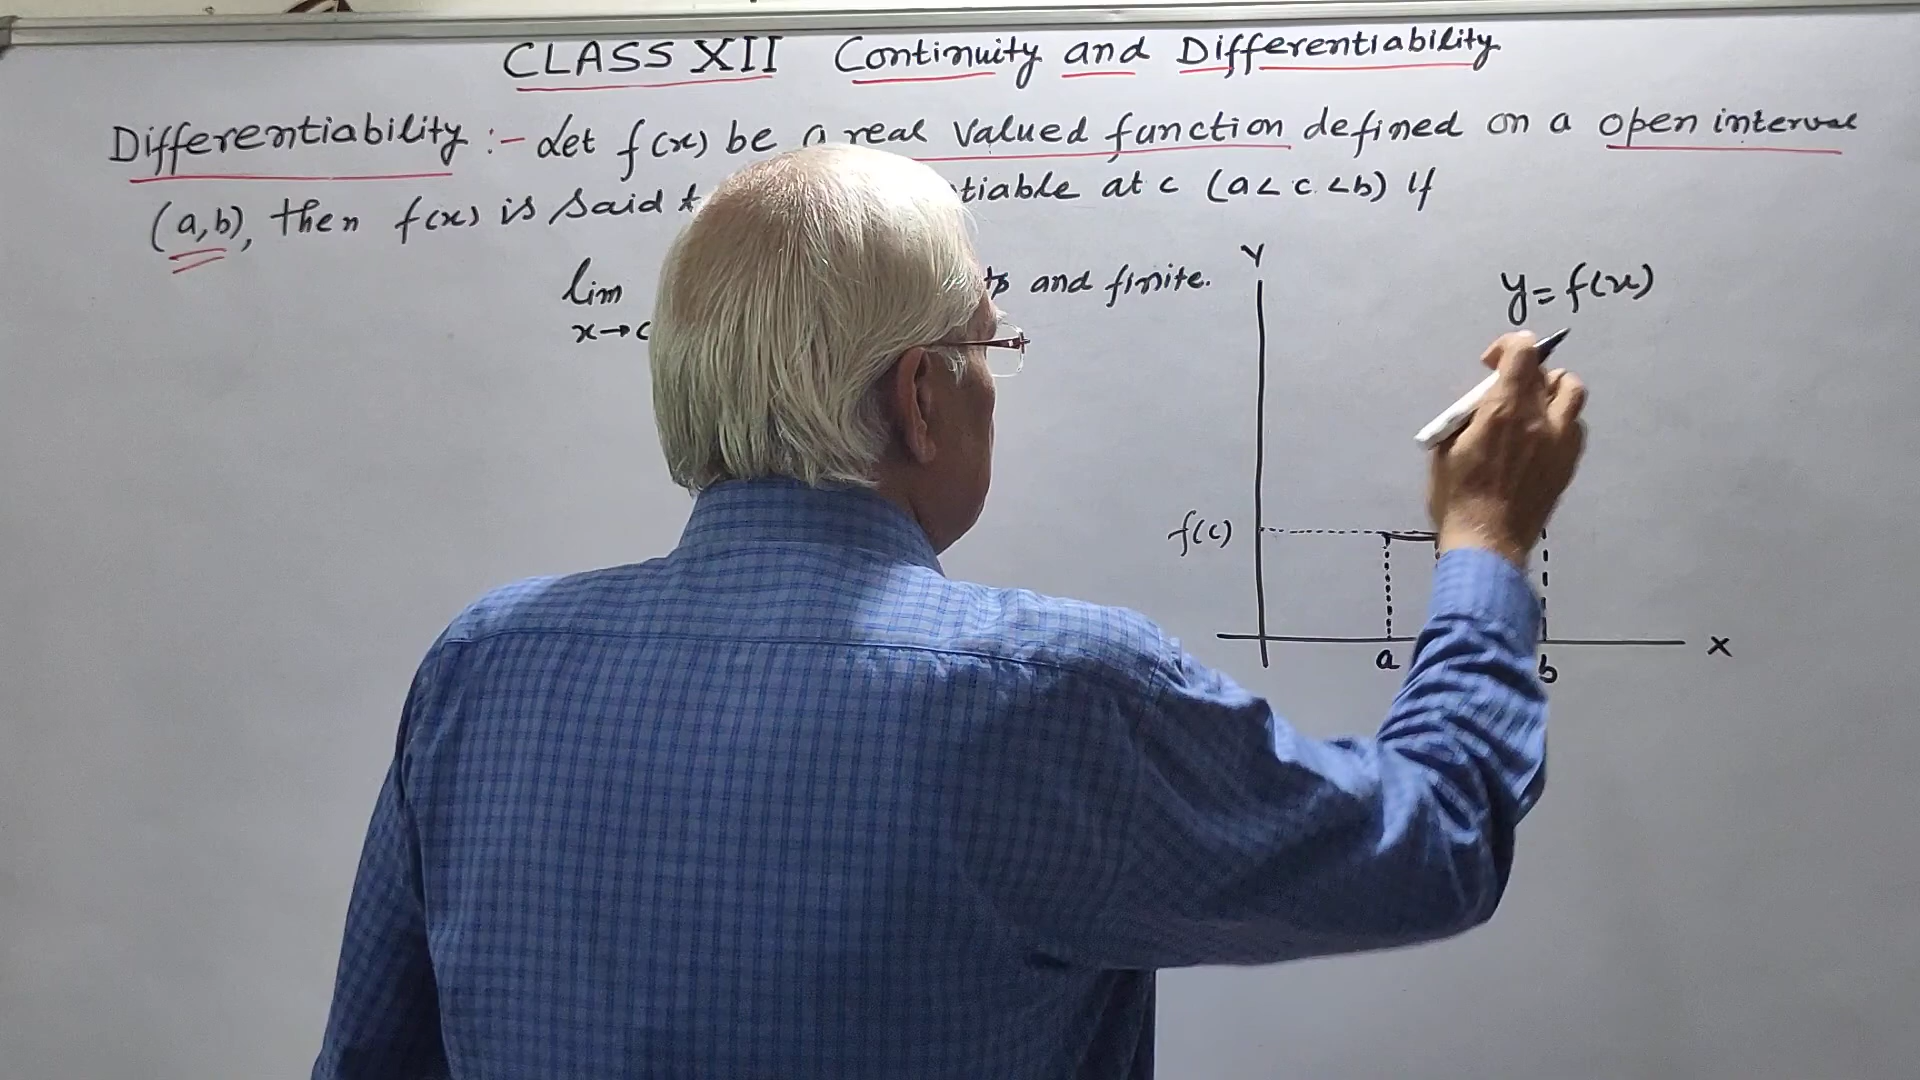 CLASS XII Continuity and Differentiability
Differentiability :- Let f(x) be a real valued function defined on a open interval
(a,b), then f(x) is said tiable at c (a< c <b) If
lim and finite.
x→c
Y
y = f(x)
f(c)
a b X